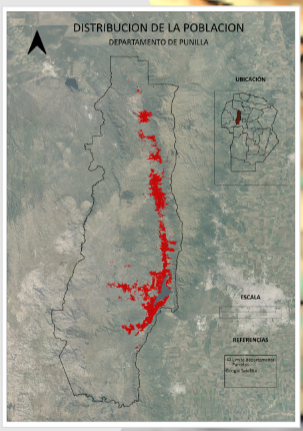 DISTRIBUCION DE LA POBLACION
DEPARTAMENTO DE PUNILLA
UBICACIÓN
ESCALA
REFERENCIAS